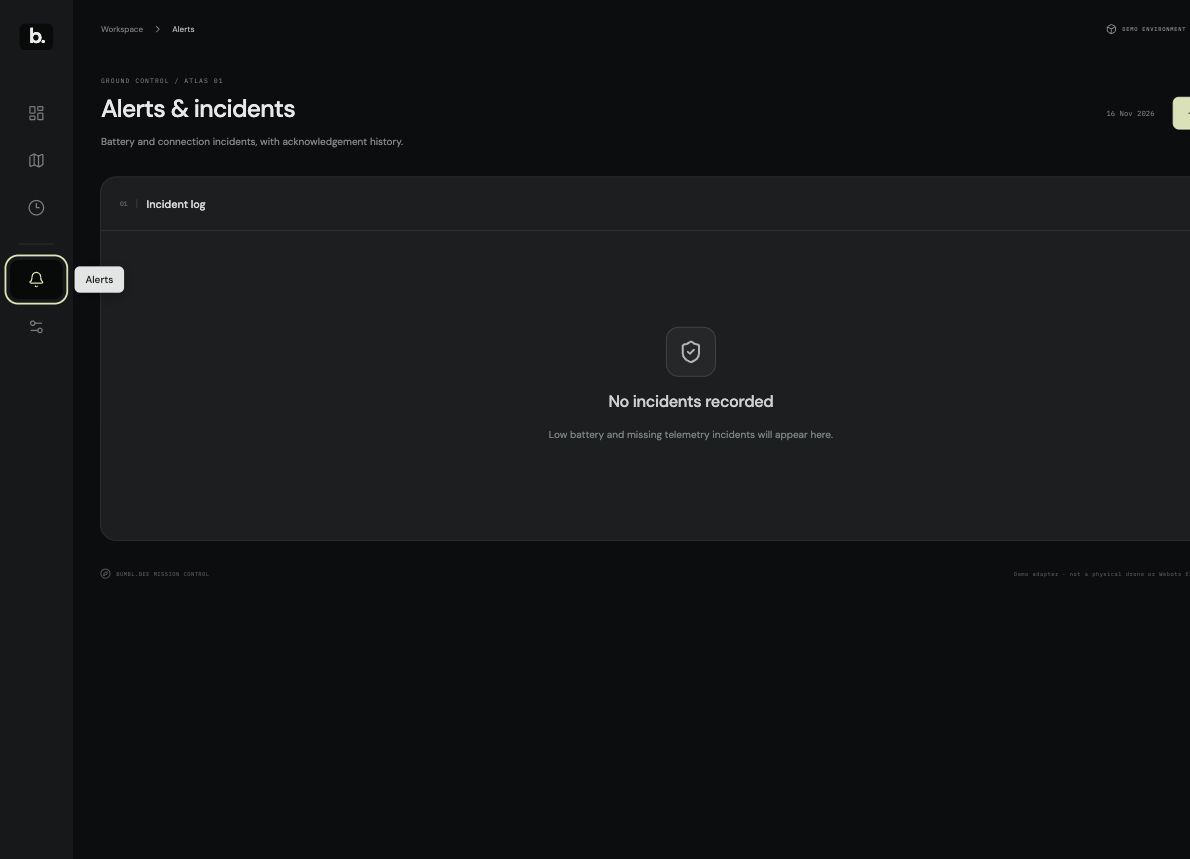 b.
Workspace > Alerts
DEMO ENVIRONMENT
GROUND CONTROL / ATLAS 01
Alerts & incidents
16 Nov 2026
Battery and connection incidents, with acknowledgement history.
01 | Incident log
Alerts
No incidents recorded
Low battery and missing telemetry incidents will appear here.
BUMBL.BEE MISSION CONTROL
Demo adapter - not a physical drone or Webots E